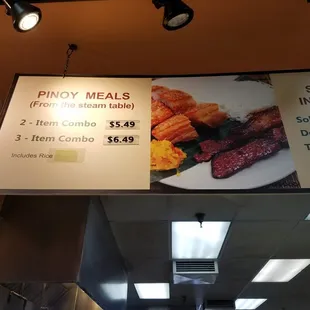 PINOY MEALS
(From the steam table)
2 - Item Combo $5.49
3 - Item Combo $6.49
Includes Rice